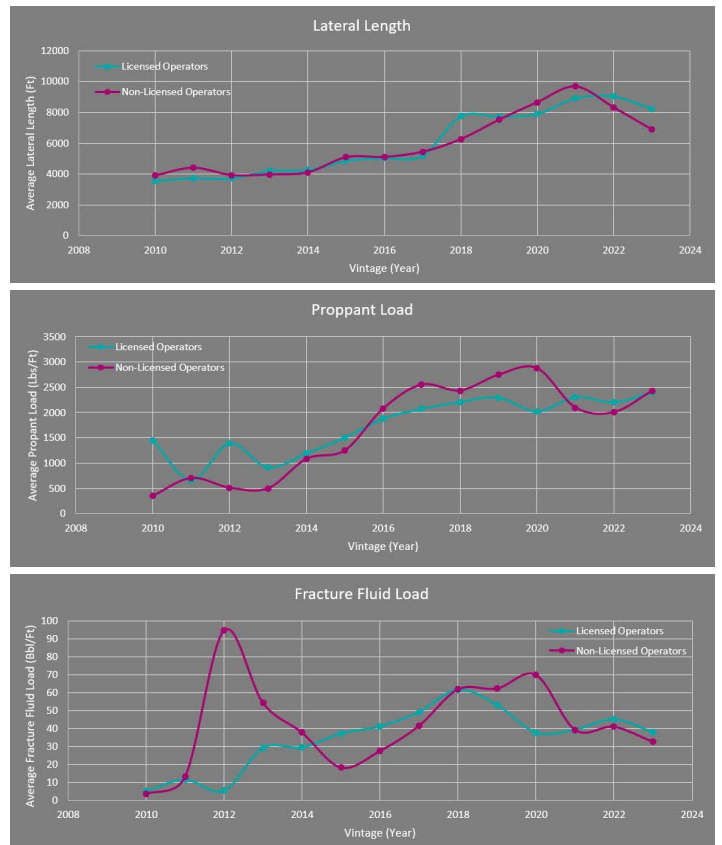 Lateral Length
Average Lateral Length (Ft)
12000
10000
8000
6000
4000
2000
0
Licensed Operators
Non-Licensed Operators
2008 2010 2012 2014 2016 2018 2020 2022 2024
Vintage (Year)
Proppant Load
Average Propant Load (Lbs/Ft)
3500
3000
2500
2000
1500
1000
500
0
Licensed Operators
Non-Licensed Operators
2008 2010 2012 2014 2016 2018 2020 2022 2024
Vintage (Year)
Fracture Fluid Load
Average Fracture Fluid Load (Bbl/Ft)
100
90
80
70
60
50
40
30
20
10
0
Licensed Operators
Non-Licensed Operators
2008 2010 2012 2014 2016 2018 2020 2022 2024
Vintage (Year)